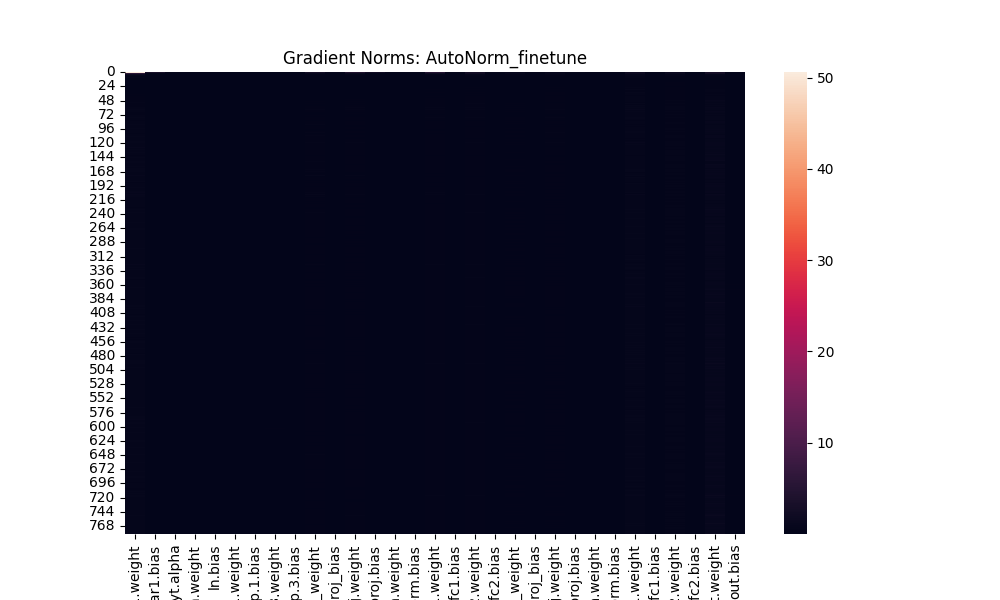 Gradient Norms: AutoNorm_finetune
0
24
48
72
96
120
144
168
192
216
240
264
288
312
336
360
384
408
432
456
480
504
528
552
576
600
624
648
672
696
720
744
768
50
40
30
20
10
.weight
ar1.bias
yt.alpha
.weight
ln.bias
.weight
p.1.bias
.weight
p.3.bias
_weight
roj_bias
.weight
roj.bias
.weight
rm.bias
.weight
fc1.bias
.weight
fc2.bias
_weight
roj_bias
.weight
roj.bias
.weight
rm.bias
.weight
fc1.bias
.weight
fc2.bias
.weight
out.bias